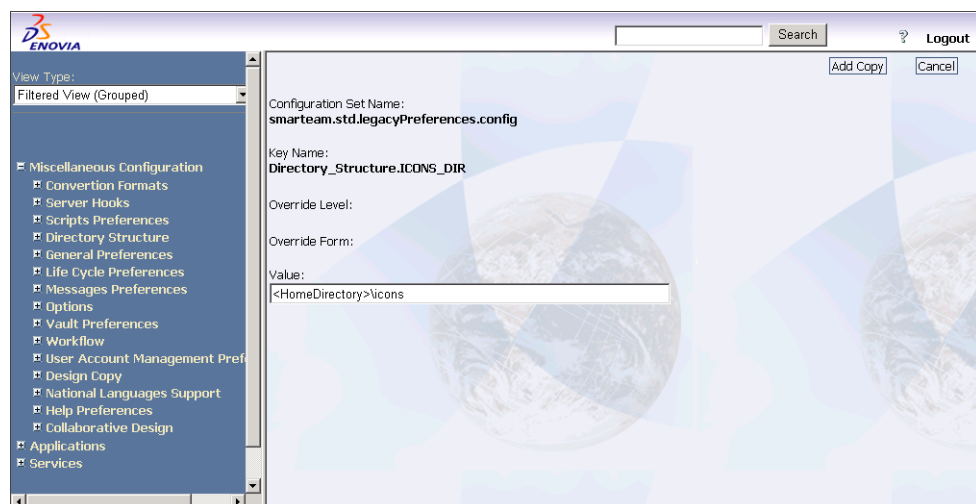 ENOVIA
Search
?
Logout
View Type:
Filtered View (Grouped)
Miscellaneous Configuration
Convertion Formats
Server Hooks
Scripts Preferences
Directory Structure
General Preferences
Life Cycle Preferences
Messages Preferences
Options
Vault Preferences
Workflow
User Account Management Prefe
Design Copy
National Languages Support
Help Preferences
Collaborative Design
Applications
Services
Add Copy
Cancel
Configuration Set Name:
smarteam.std.legacyPreferences.config
Key Name:
Directory_Structure.ICONS_DIR
Override Level:
Override Form:
Value:
<HomeDirectory>\icons